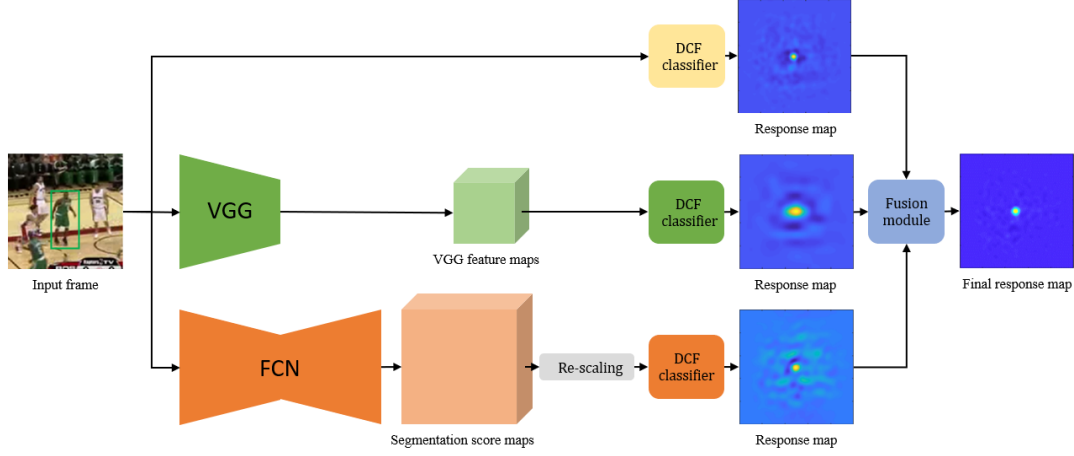 DCF
classifier
Response map
VGG
VGG feature maps
DCF
classifier
Response map
Fusion
module
Final response map
Input frame
FCN
Segmentation score maps
Re-scaling
DCF
classifier
Response map